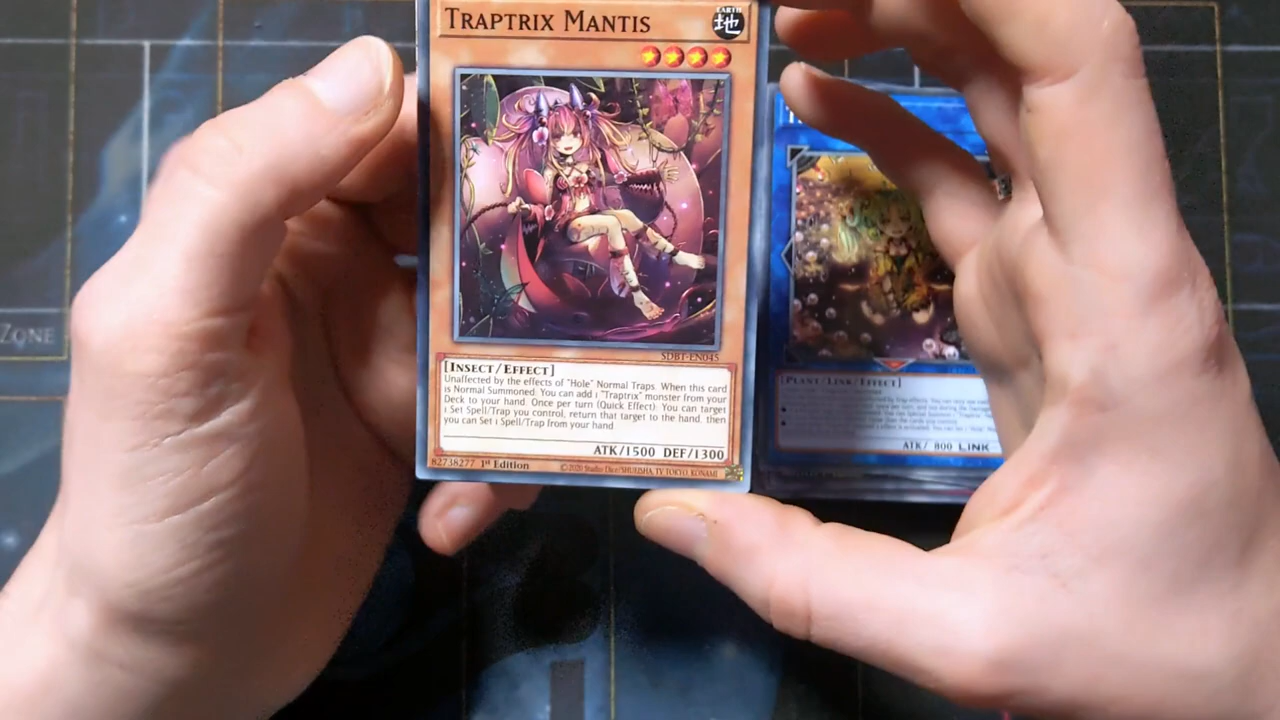 TRAPTRIX MANTIS
EARTH
地
SDBT-EN045
[INSECT/EFFECT]
Unaffected by the effects of "Hole" Normal Traps. When this card
is Normal Summoned: You can add 1 "Traptrix" monster from your
Deck to your hand. Once per turn (Quick Effect): You can target
1 Set Spell/Trap you control, return that target to the hand, then
you can Set 1 Spell/Trap from your hand
ATK/1500 DEF/1300
82738277 1st Edition ©2020 Studio Dice/SHUEISHA, TV TOKYO, KONAMI
ZONE
[PLANT/LINK/EFFECT]
ATK/ 800 LINK-